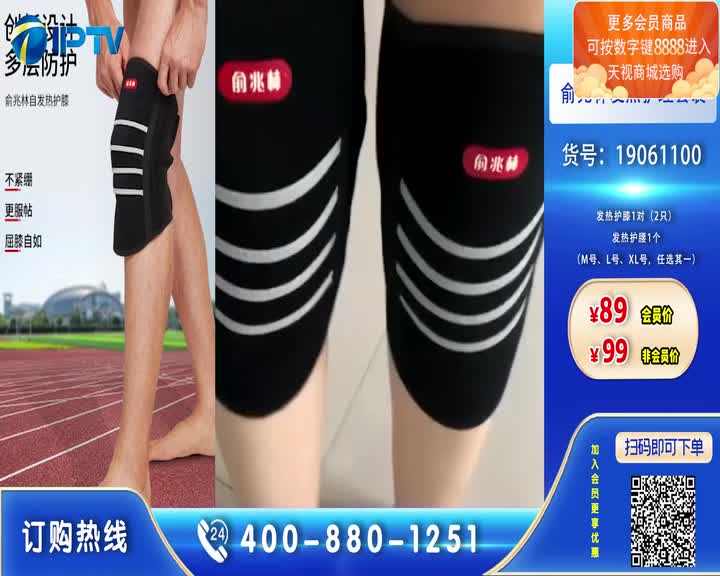 创新设计
多层防护
IPTV
俞兆林自发热护膝
不紧绷
更服帖
屈膝自如
俞兆林
俞兆林
更多会员商品
可按数字键8888进入
天视商城选购
货号：19061100
发热护膝1对（2只）
发热护腰1个
（M号、L号、XL号，任选其一）
¥89 会员价
¥99 非会员价
加入会员更享优惠
扫码即可下单
订购热线
24
400-880-1251